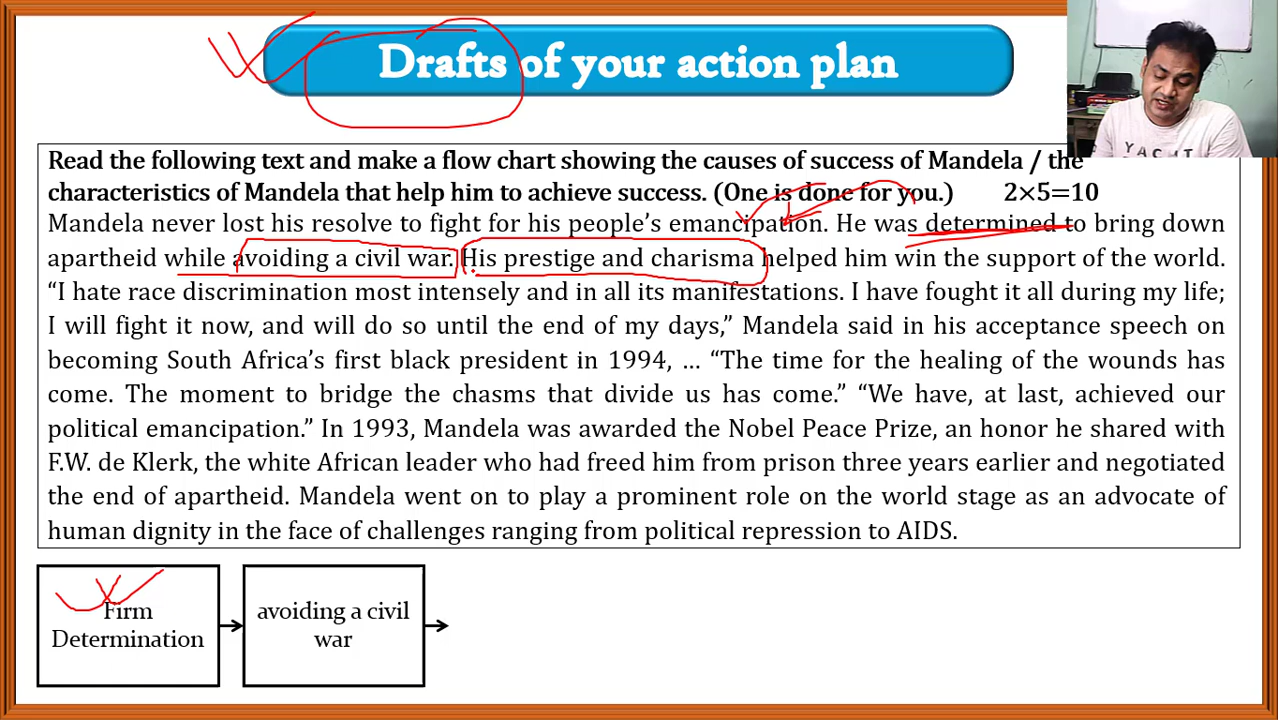 Drafts of your action plan
YACHT
Read the following text and make a flow chart showing the causes of success of Mandela / the
characteristics of Mandela that help him to achieve success. (One is done for you.) 2×5=10
Mandela never lost his resolve to fight for his people’s emancipation. He was determined to bring down
apartheid while avoiding a civil war. His prestige and charisma helped him win the support of the world.
“I hate race discrimination most intensely and in all its manifestations. I have fought it all during my life;
I will fight it now, and will do so until the end of my days,” Mandela said in his acceptance speech on
becoming South Africa’s first black president in 1994, ... “The time for the healing of the wounds has
come. The moment to bridge the chasms that divide us has come.” “We have, at last, achieved our
political emancipation.” In 1993, Mandela was awarded the Nobel Peace Prize, an honor he shared with
F.W. de Klerk, the white African leader who had freed him from prison three years earlier and negotiated
the end of apartheid. Mandela went on to play a prominent role on the world stage as an advocate of
human dignity in the face of challenges ranging from political repression to AIDS.
Firm
Determination
avoiding a civil
war